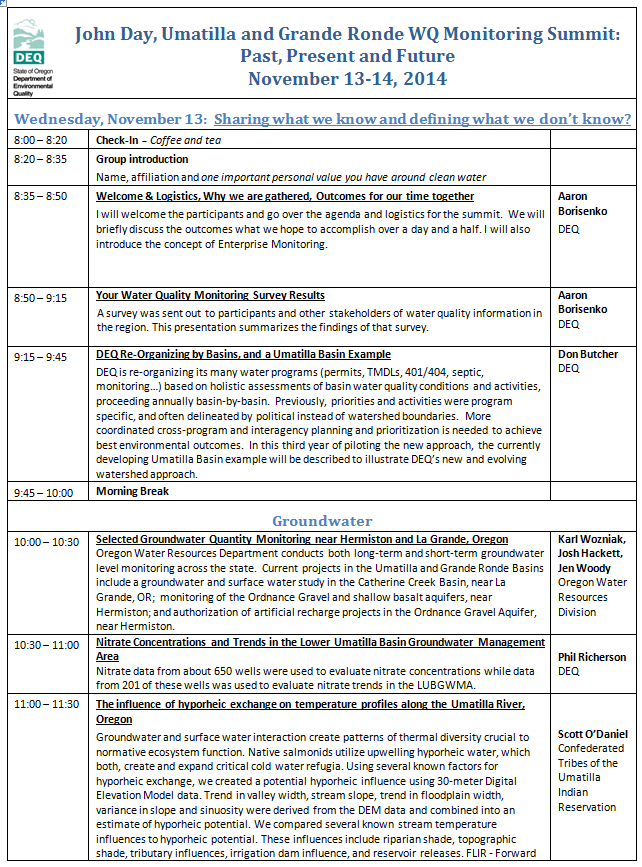 John Day, Umatilla and Grande Ronde WQ Monitoring Summit:
Past, Present and Future
November 13-14, 2014
DEQ
State of Oregon
Department of
Environmental
Quality
Wednesday, November 13: Sharing what we know and defining what we don't know?
8:00 – 8:20 Check-In – Coffee and tea
8:20 – 8:35 Group introduction
Name, affiliation and one important personal value you have around clean water
8:35 – 8:50 Welcome & Logistics, Why we are gathered, Outcomes for our time together
I will welcome the participants and go over the agenda and logistics for the summit. We will
briefly discuss the outcomes what we hope to accomplish over a day and a half. I will also
introduce the concept of Enterprise Monitoring.
Aaron
Borisenko
DEQ
8:50 – 9:15 Your Water Quality Monitoring Survey Results
A survey was sent out to participants and other stakeholders of water quality information in
the region. This presentation summarizes the findings of that survey.
Aaron
Borisenko
DEQ
9:15 – 9:45 DEQ Re-Organizing by Basins, and a Umatilla Basin Example
DEQ is re-organizing its many water programs (permits, TMDLs, 401/404, septic,
monitoring…) based on holistic assessments of basin water quality conditions and activities,
proceeding annually basin-by-basin. Previously, priorities and activities were program
specific, and often delineated by political instead of watershed boundaries. More
coordinated cross-program and interagency planning and prioritization is needed to achieve
best environmental outcomes. In this third year of piloting the new approach, the currently
developing Umatilla Basin example will be described to illustrate DEQ's new and evolving
watershed approach.
Don Butcher
DEQ
9:45 – 10:00 Morning Break
Groundwater
10:00 – 10:30 Selected Groundwater Quantity Monitoring near Hermiston and La Grande, Oregon
Oregon Water Resources Department conducts both long-term and short-term groundwater
level monitoring across the state. Current projects in the Umatilla and Grande Ronde Basins
include a groundwater and surface water study in the Catherine Creek Basin, near La
Grande, OR; monitoring of the Ordnance Gravel and shallow basalt aquifers, near
Hermiston; and authorization of artificial recharge projects in the Ordnance Gravel Aquifer,
near Hermiston.
Karl Wozniak,
Josh Hackett,
Jen Woody
Oregon Water
Resources
Division
10:30 – 11:00 Nitrate Concentrations and Trends in the Lower Umatilla Basin Groundwater Management
Area
Nitrate data from about 650 wells were used to evaluate nitrate concentrations while data
from 201 of these wells was used to evaluate nitrate trends in the LUBGWMA.
Phil Richerson
DEQ
11:00 – 11:30 The influence of hyporheic exchange on temperature profiles along the Umatilla River,
Oregon
Groundwater and surface water interaction create patterns of thermal diversity crucial to
normative ecosystem function. Native salmonids utilize upwelling hyporheic water, which
both, create and expand critical cold water refugia. Using several known factors for
hyporheic exchange, we created a potential hyporheic influence using 30-meter Digital
Elevation Model data. Trend in valley width, stream slope, trend in floodplain width,
variance in slope and sinuosity were derived from the DEM data and combined into an
estimate of hyporheic potential. We compared several known stream temperature
influences to hyporheic potential. These influences include riparian shade, topographic
shade, tributary influences, irrigation dam influence, and reservoir releases. FLIR - Forward
Scott O'Daniel
Confederated
Tribes of the
Umatilla
Indian
Reservation